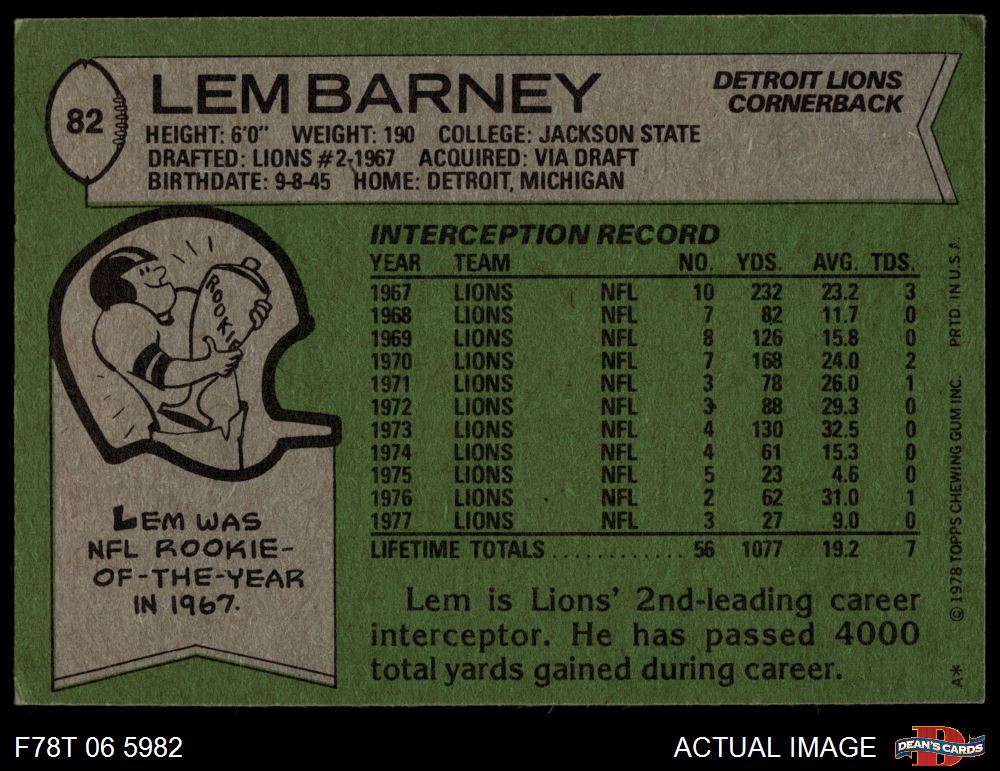 82
LEM BARNEY
DETROIT LIONS
CORNERBACK
HEIGHT: 6'0" WEIGHT: 190 COLLEGE: JACKSON STATE
DRAFTED: LIONS #2-1967 ACQUIRED: VIA DRAFT
BIRTHDATE: 9-8-45 HOME: DETROIT, MICHIGAN
ROOKIE
LEM WAS
NFL ROOKIE-
OF-THE-YEAR
IN 1967.
INTERCEPTION RECORD
YEAR TEAM NO. YDS. AVG. TDS.
1967 LIONS NFL 10 232 23.2 3
1968 LIONS NFL 7 82 11.7 0
1969 LIONS NFL 8 126 15.8 0
1970 LIONS NFL 7 168 24.0 2
1971 LIONS NFL 3 78 26.0 1
1972 LIONS NFL 3 88 29.3 0
1973 LIONS NFL 4 130 32.5 0
1974 LIONS NFL 4 61 15.3 0
1975 LIONS NFL 5 23 4.6 0
1976 LIONS NFL 2 62 31.0 1
1977 LIONS NFL 3 27 9.0 0
LIFETIME TOTALS ............ 56 1077 19.2 7
Lem is Lions' 2nd-leading career
interceptor. He has passed 4000
total yards gained during career.
A* © 1978 TOPPS CHEWING GUM INC. PRTD. IN U.S.A.
F78T 06 5982
ACTUAL IMAGE
D
DEAN'S CARDS